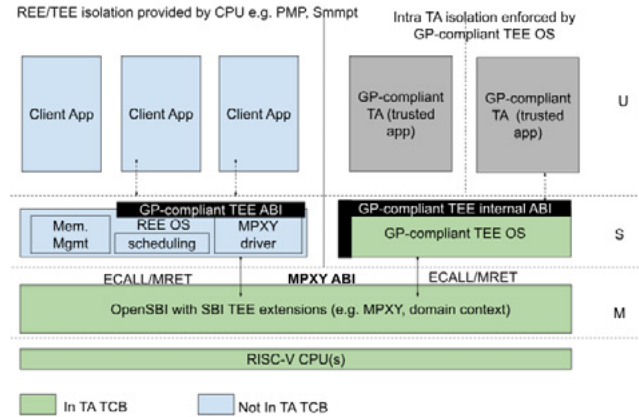 REE/TEE isolation provided by CPU e.g. PMP, Smmpt
Intra TA isolation enforced by
GP-compliant TEE OS
Client App
Client App
Client App
GP-compliant
TA (trusted
app)
GP-compliant
TA (trusted
app)
U
GP-compliant TEE ABI
GP-compliant TEE internal ABI
Mem.
Mgmt
REE OS
scheduling
MPXY
driver
GP-compliant TEE OS
S
ECALL/MRET
MPXY ABI
ECALL/MRET
OpenSBI with SBI TEE extensions (e.g. MPXY, domain context)
M
RISC-V CPU(s)
In TA TCB
Not In TA TCB